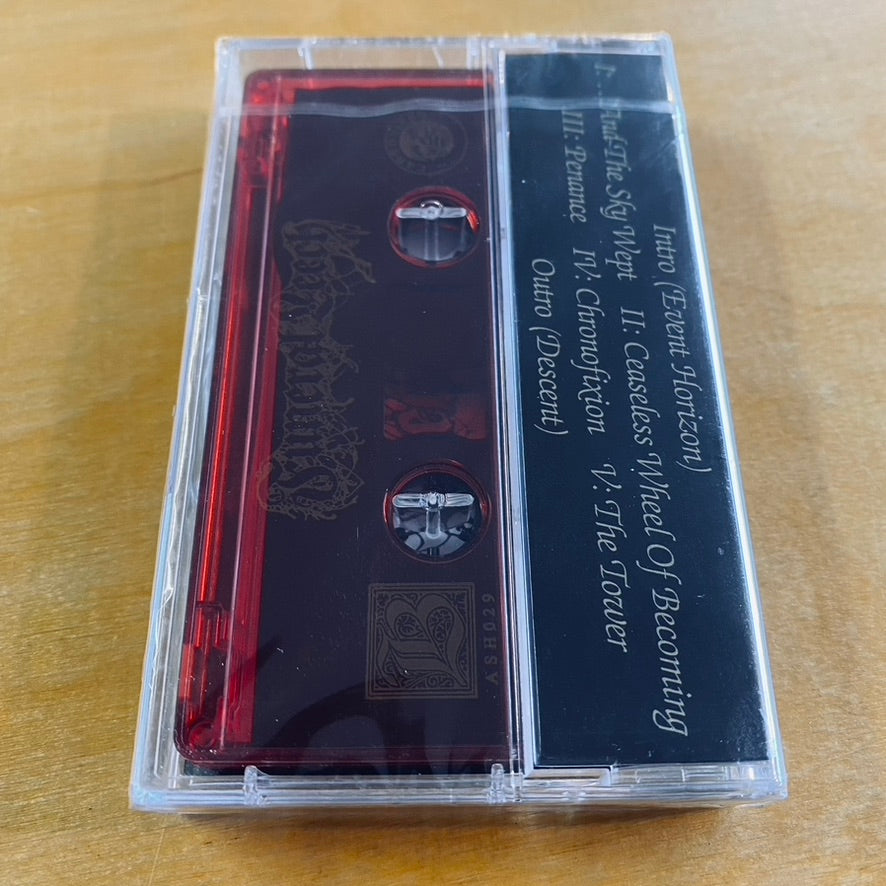 Intro (Event Horizon)
I: ...And The Sky Wept II: Ceaseless Wheel Of Becoming
III: Penance IV: Chronofixion V: The Tower
Outro (Descent)
B
ASH029